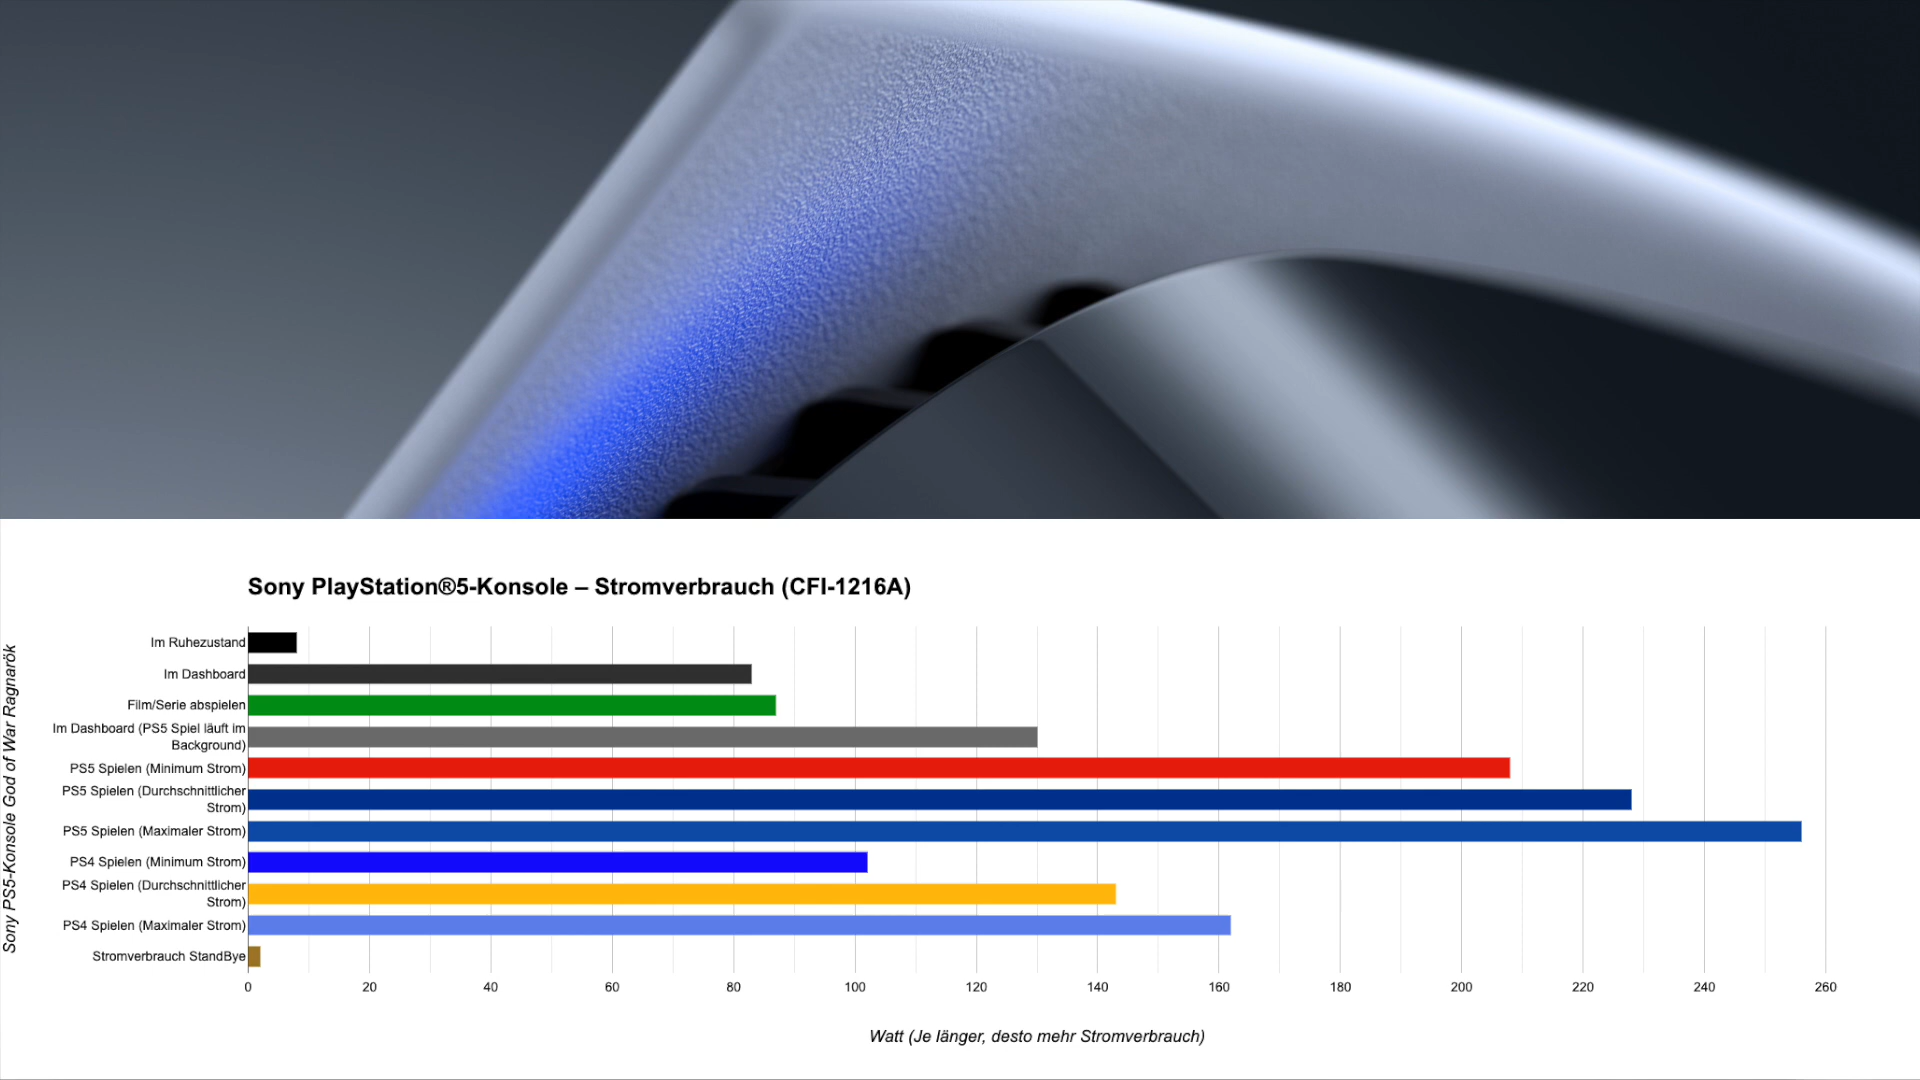 Sony PlayStation®5-Konsole – Stromverbrauch (CFI-1216A)
Sony PS5-Konsole God of War Ragnarök
Im Ruhezustand
Im Dashboard
Film/Serie abspielen
Im Dashboard (PS5 Spiel läuft im
Background)
PS5 Spielen (Minimum Strom)
PS5 Spielen (Durchschnittlicher
Strom)
PS5 Spielen (Maximaler Strom)
PS4 Spielen (Minimum Strom)
PS4 Spielen (Durchschnittlicher
Strom)
PS4 Spielen (Maximaler Strom)
Stromverbrauch StandBye
0 20 40 60 80 100 120 140 160 180 200 220 240 260
Watt (Je länger, desto mehr Stromverbrauch)